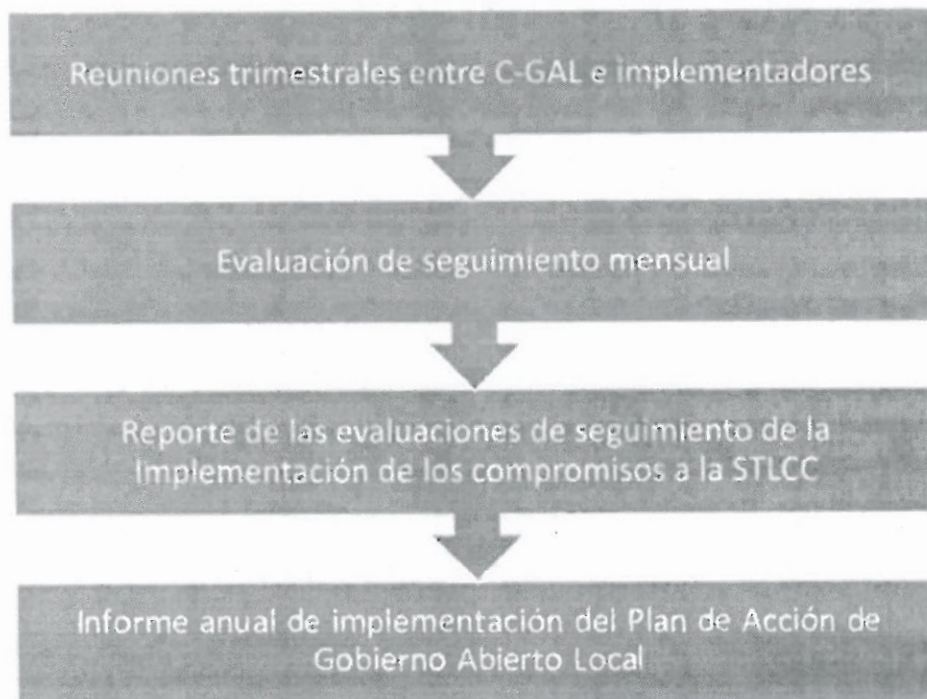 Reuniones trimestrales entre C-GAL e implementadores
Evaluación de seguimiento mensual
Reporte de las evaluaciones de seguimiento de la
Implementación de los compromisos a la STLCC
Informe anual de implementación del Plan de Acción de
Gobierno Abierto Local